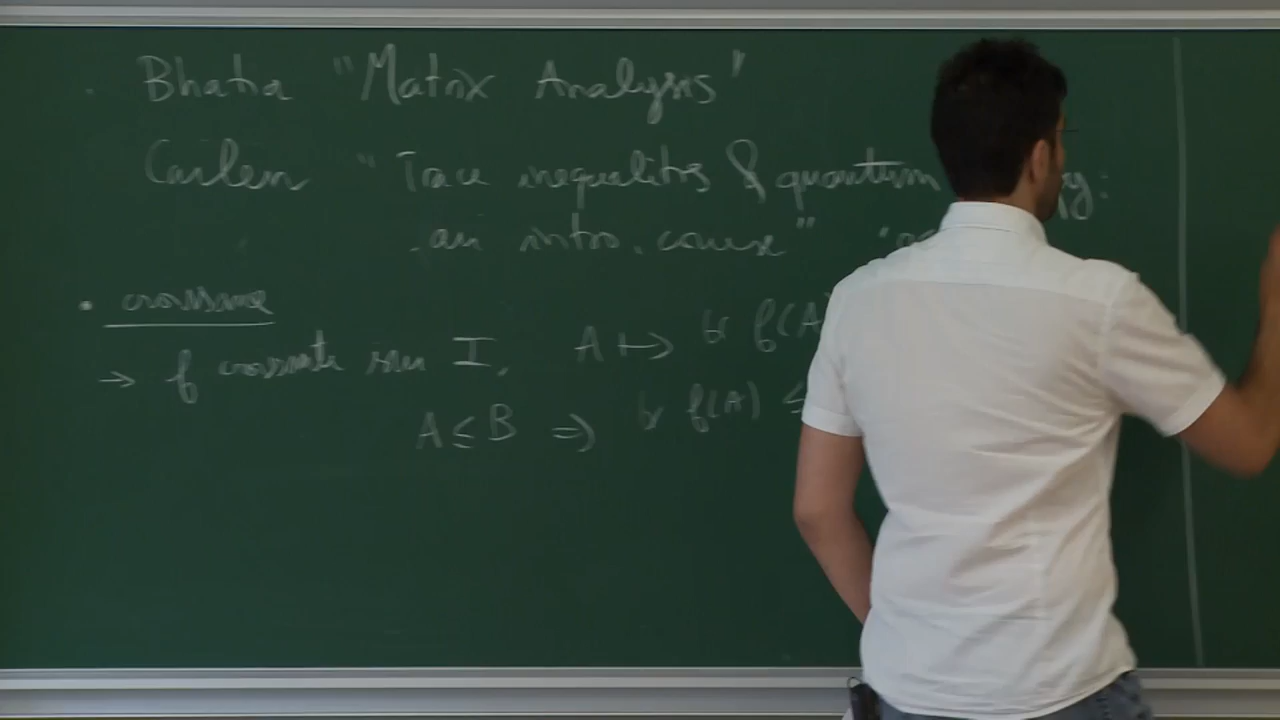 Bhatia "Matrix Analysis"
Carlen "Trace inequalities & quantum
an intro. course"
• croissance
→ f croissante sur I, A ↦ tr f(A)
A ≤ B ⇒ tr f(A) ≤